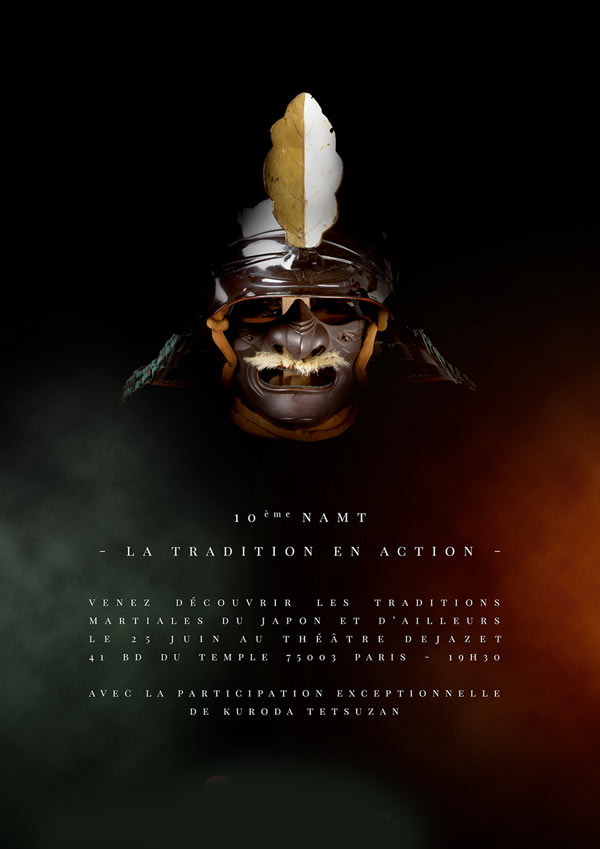 10ème NAMT
- LA TRADITION EN ACTION -
VENEZ DÉCOUVRIR LES TRADITIONS
MARTIALES DU JAPON ET D'AILLEURS
LE 25 JUIN AU THÉÂTRE DEJAZET
41 BD DU TEMPLE 75003 PARIS - 19H30
AVEC LA PARTICIPATION EXCEPTIONNELLE
DE KURODA TETSUZAN